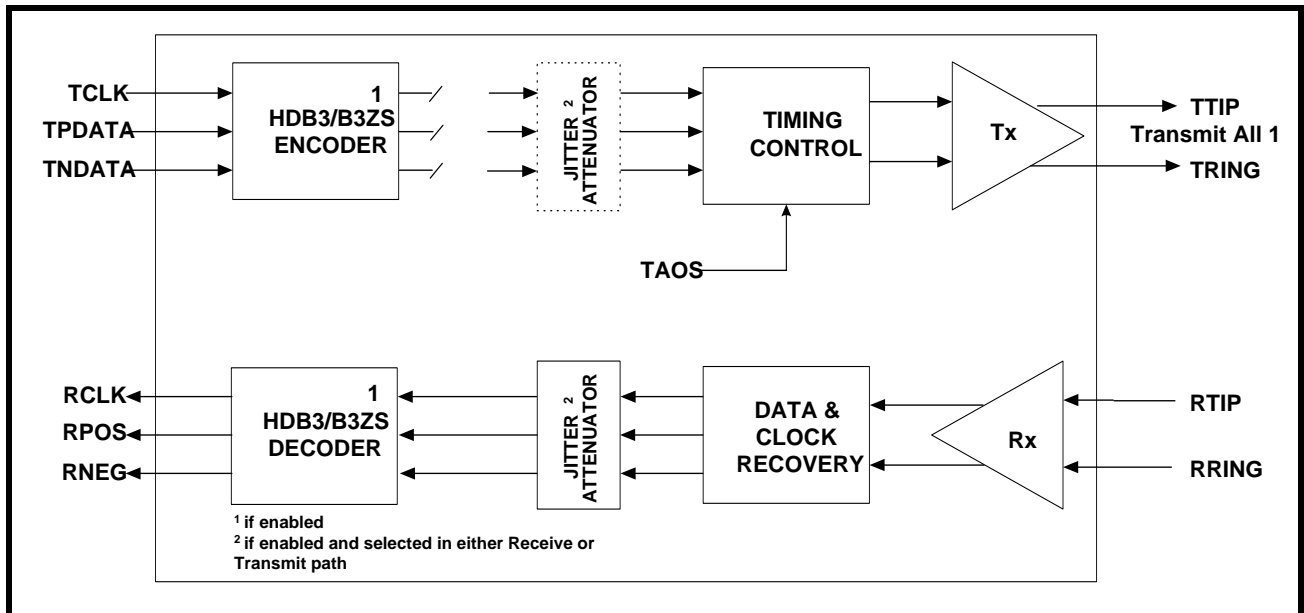 TCLK
TPDATA
TNDATA
1
HDB3/B3ZS
ENCODER
JITTER 2
ATTENUATOR
TIMING
CONTROL
Tx
TTIP
Transmit All 1
TRING
TAOS
RCLK
RPOS
RNEG
1
HDB3/B3ZS
DECODER
JITTER 2
ATTENUATOR
DATA &
CLOCK
RECOVERY
Rx
RTIP
RRING
1 if enabled
2 if enabled and selected in either Receive or
Transmit path